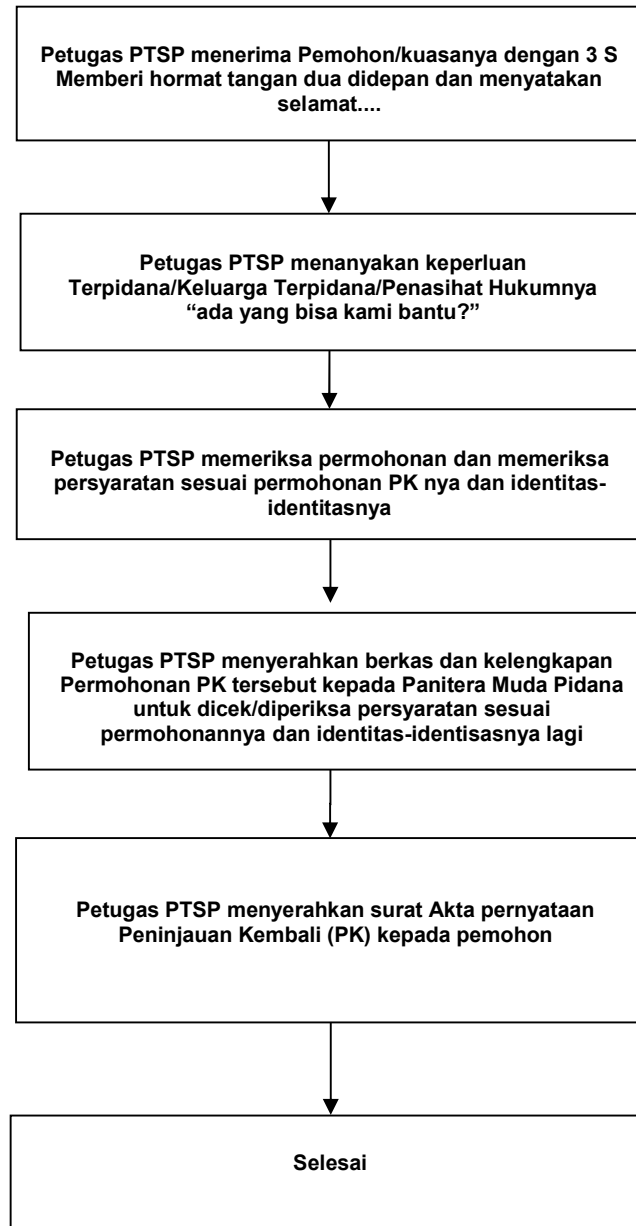 Petugas PTSP menerima Pemohon/kuasanya dengan 3 S
Memberi hormat tangan dua didepan dan menyatakan
selamat....
Petugas PTSP menanyakan keperluan
Terpidana/Keluarga Terpidana/Penasihat Hukumnya
“ada yang bisa kami bantu?”
Petugas PTSP memeriksa permohonan dan memeriksa
persyaratan sesuai permohonan PK nya dan identitas-
identitasnya
Petugas PTSP menyerahkan berkas dan kelengkapan
Permohonan PK tersebut kepada Panitera Muda Pidana
untuk dicek/diperiksa persyaratan sesuai
permohonannya dan identitas-identisasnya lagi
Petugas PTSP menyerahkan surat Akta pernyataan
Peninjauan Kembali (PK) kepada pemohon
Selesai